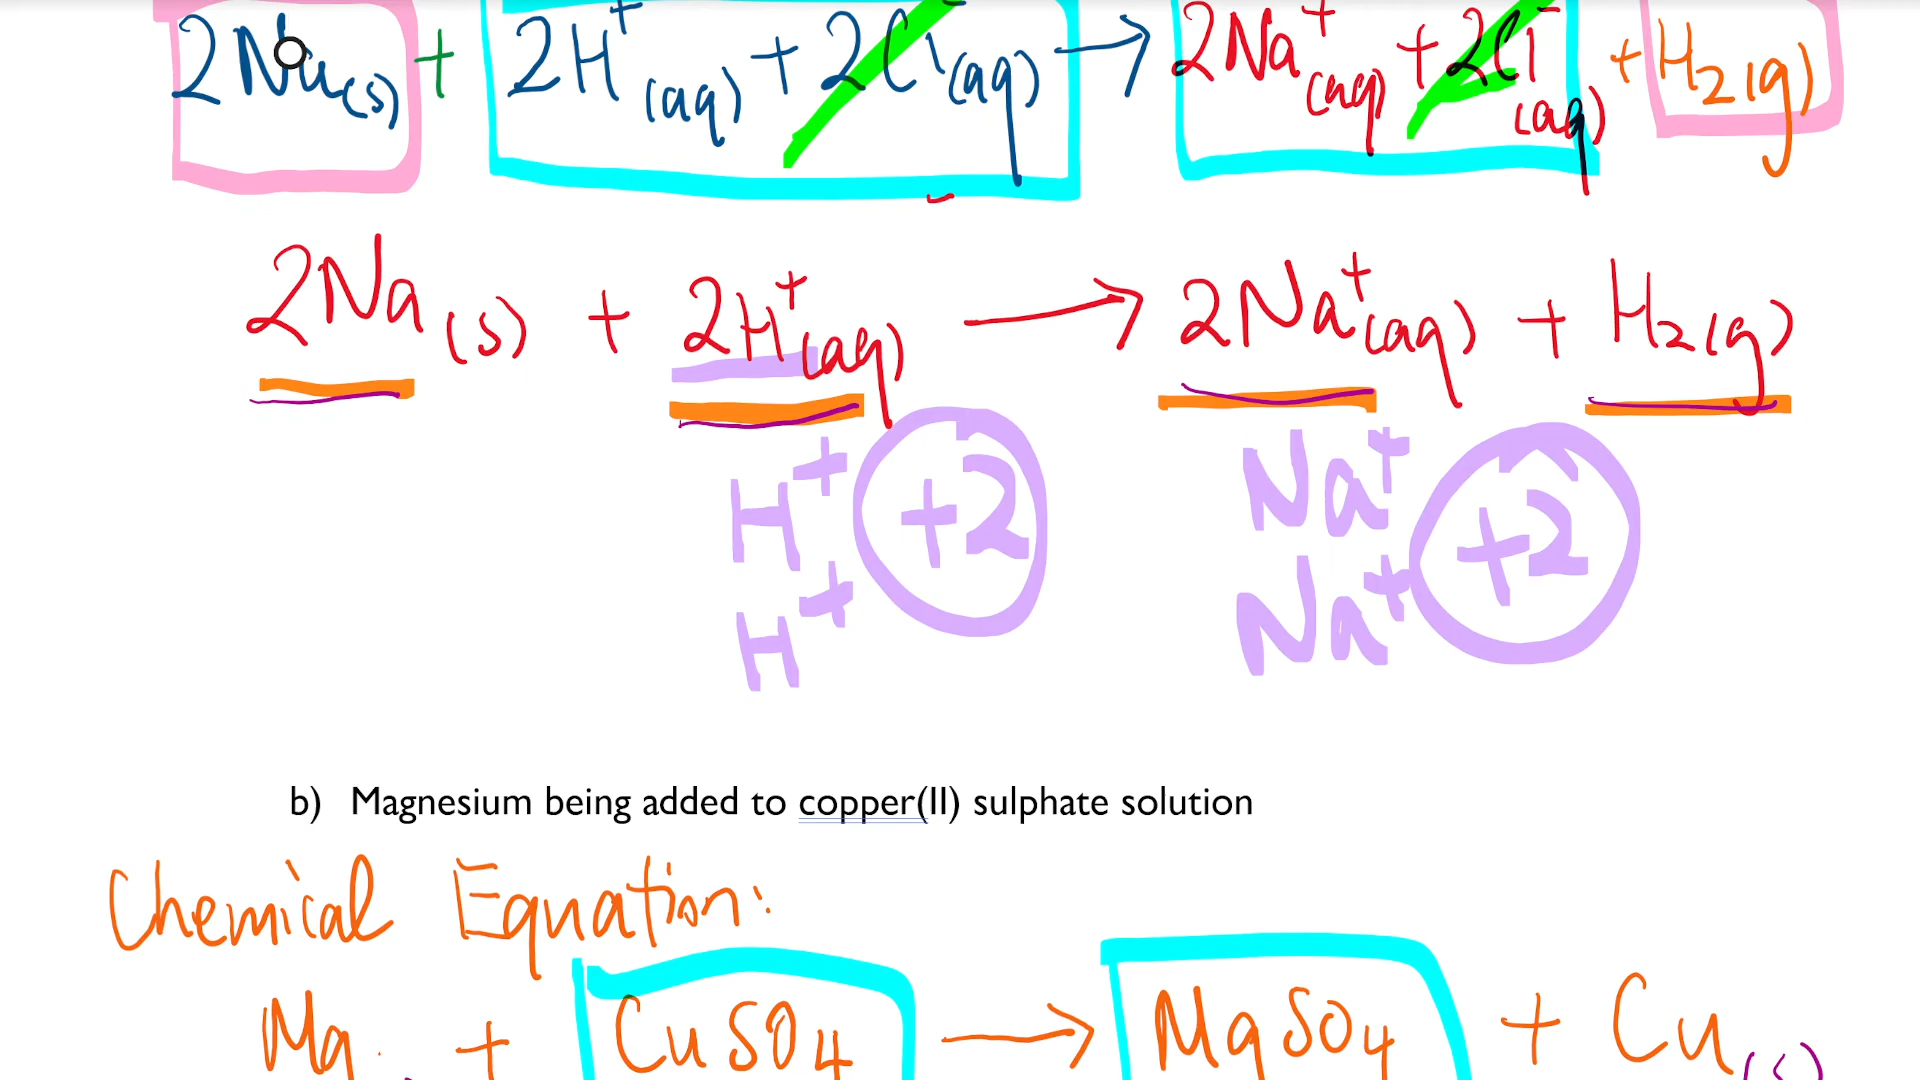 2Na(s) + 2H⁺(aq) + 2Cl⁻(aq) → 2Na⁺(aq) + 2Cl⁻(aq) + H₂(g)
2Na(s) + 2H⁺(aq) → 2Na⁺(aq) + H₂(g)
H⁺ +2 Na⁺ +2
H⁺ Na⁺
b) Magnesium being added to copper(II) sulphate solution
Chemical Equation:
Mg + CuSO₄ → MgSO₄ + Cu(s)